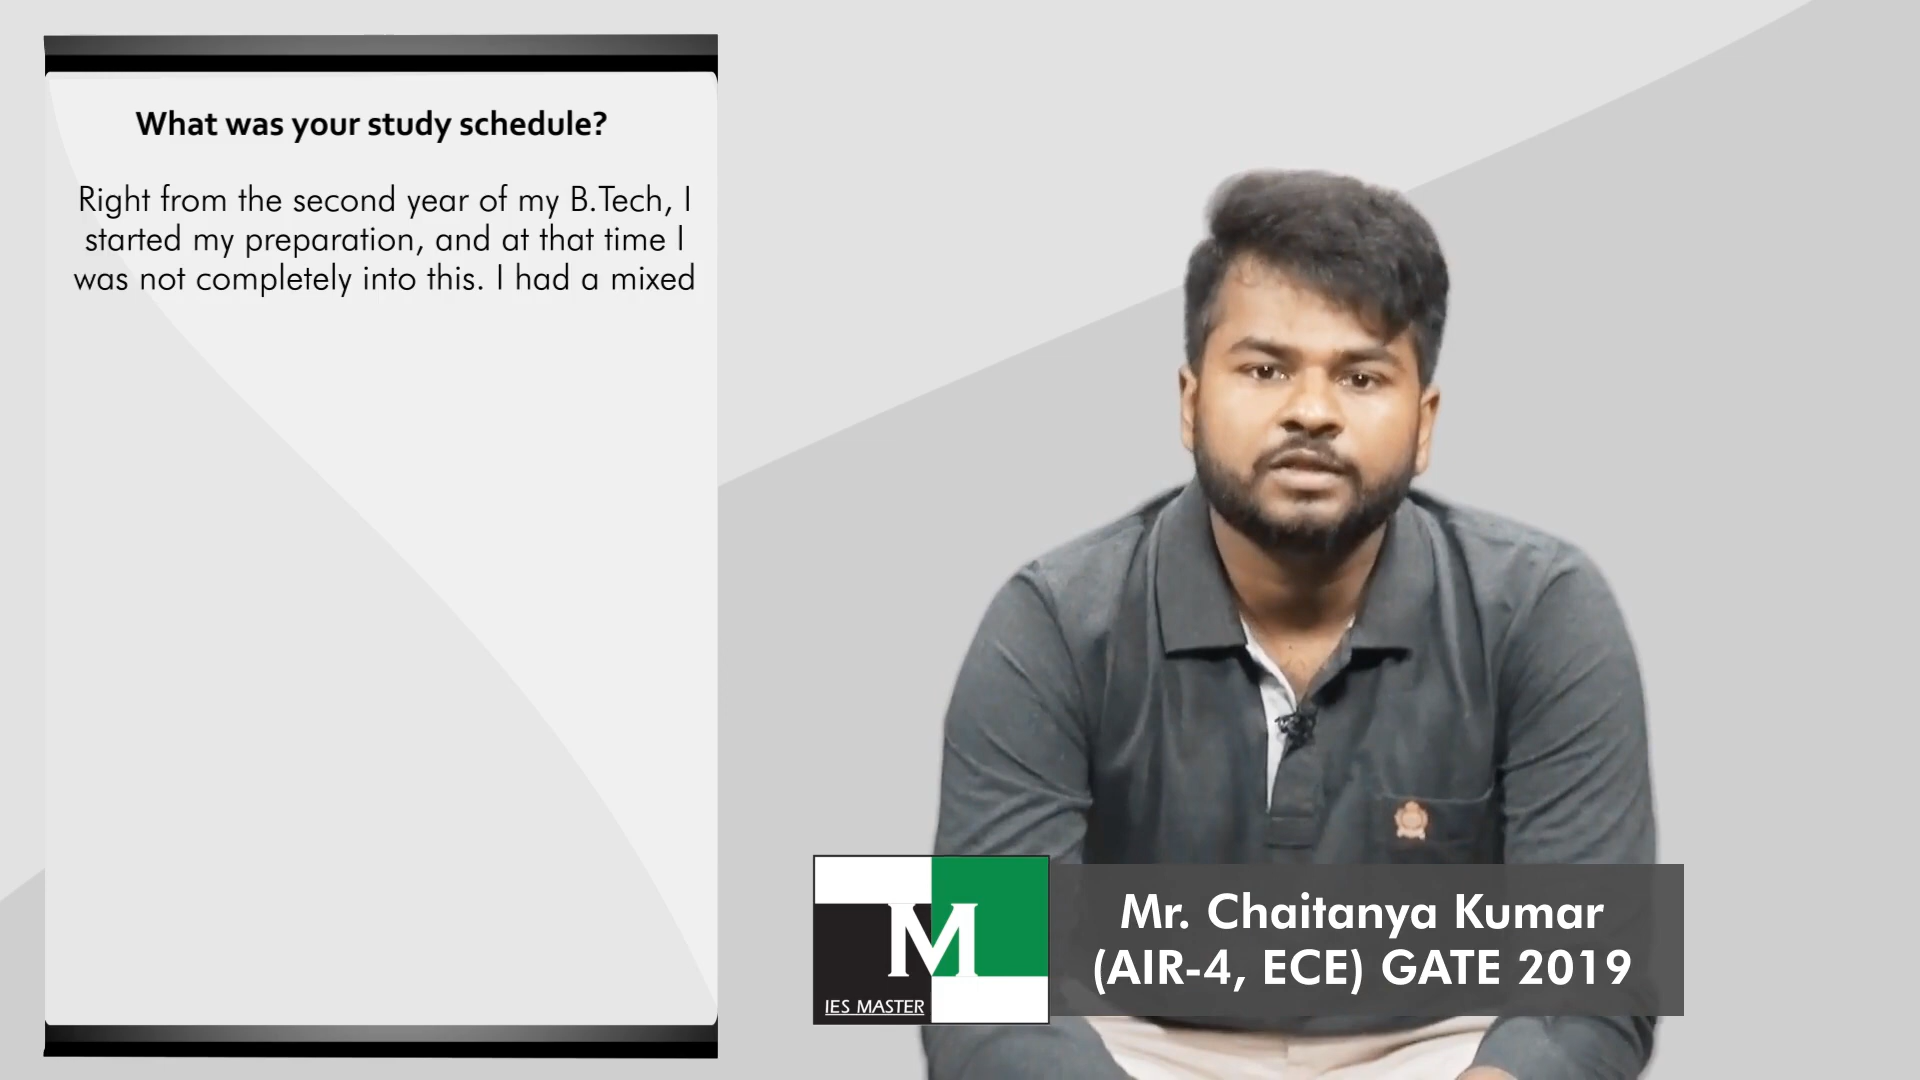 What was your study schedule?
Right from the second year of my B.Tech, I
started my preparation, and at that time I
was not completely into this. I had a mixed
M
IES MASTER
Mr. Chaitanya Kumar
(AIR-4, ECE) GATE 2019